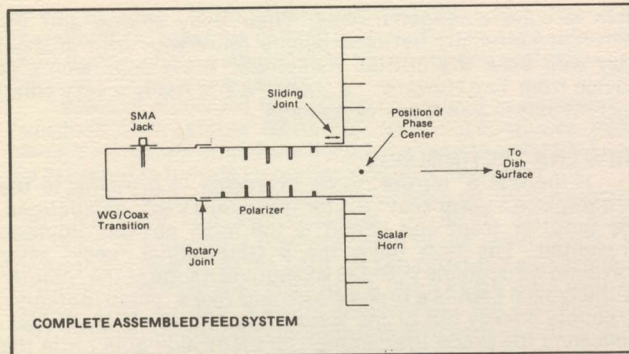 SMA
Jack
Sliding
Joint
Position of
Phase
Center
To
Dish
Surface
WG/Coax
Transition
Rotary
Joint
Polarizer
Scalar
Horn
COMPLETE ASSEMBLED FEED SYSTEM